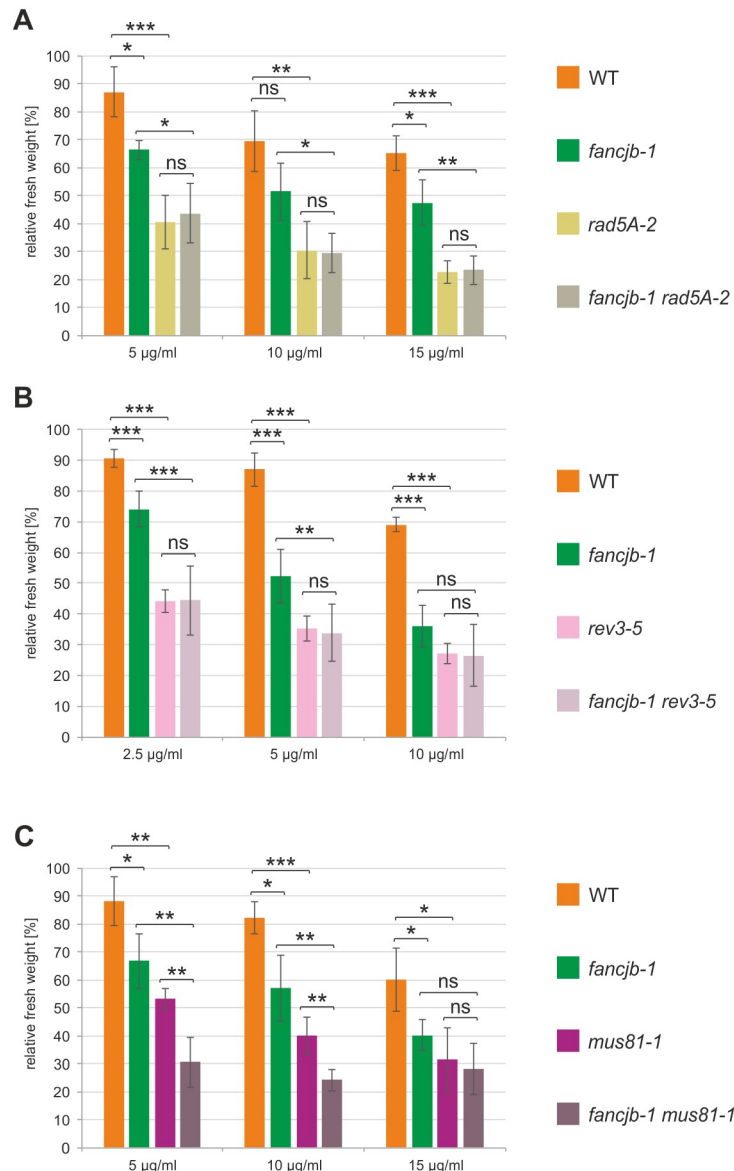 A
*** ** ***
* ns *
* * **
ns ns ns
relative fresh weight [%]
100
90
80
70
60
50
40
30
20
10
0
5 µg/ml 10 µg/ml 15 µg/ml
WT
fancjb-1
rad5A-2
fancjb-1 rad5A-2
B
*** *** ***
*** *** ***
*** ** ns
ns ns ns
relative fresh weight [%]
100
90
80
70
60
50
40
30
20
10
0
2.5 µg/ml 5 µg/ml 10 µg/ml
WT
fancjb-1
rev3-5
fancjb-1 rev3-5
C
** *** *
* * *
** ** ns
** ** ns
relative fresh weight [%]
100
90
80
70
60
50
40
30
20
10
0
5 µg/ml 10 µg/ml 15 µg/ml
WT
fancjb-1
mus81-1
fancjb-1 mus81-1